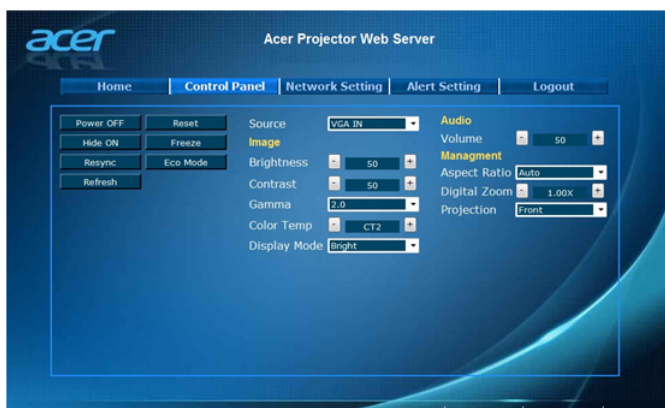 acer
Acer Projector Web Server
Home Control Panel Network Setting Alert Setting Logout
Power OFF Reset
Hide ON Freeze
Resync Eco Mode
Refresh
Source VGA IN
Image
Brightness - 50 +
Contrast - 50 +
Gamma 2.0
Color Temp - CT2 +
Display Mode Bright
Audio
Volume - 50 +
Managment
Aspect Ratio Auto
Digital Zoom - 1.00X +
Projection Front